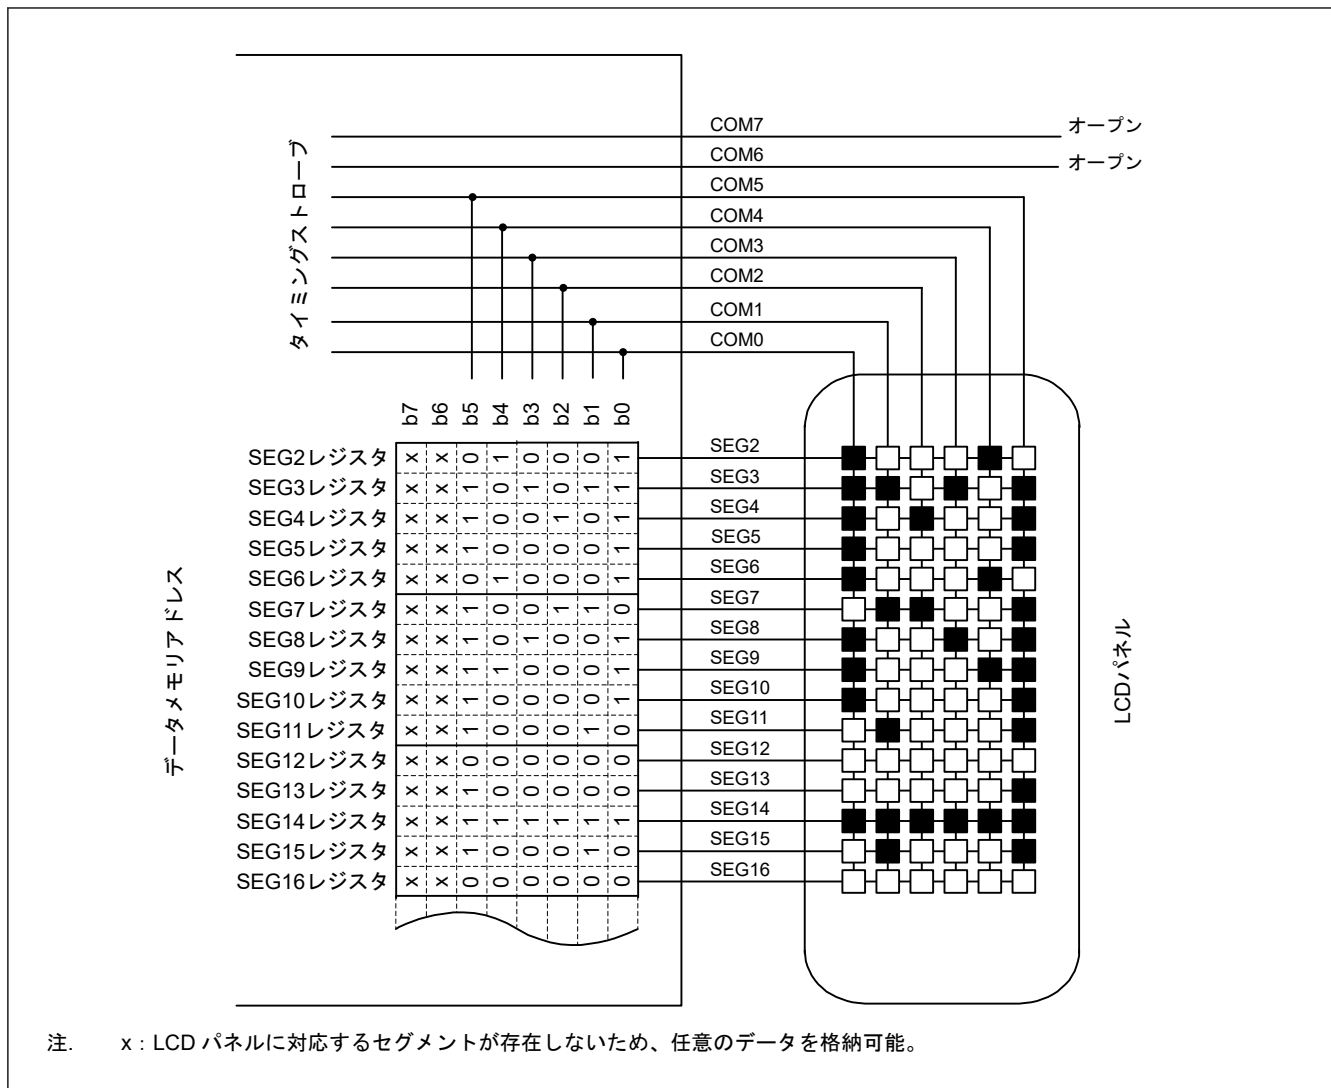 COM7 オープン
COM6 オープン
COM5
COM4
COM3
COM2
COM1
COM0
タイミングストローブ
b7 b6 b5 b4 b3 b2 b1 b0
SEG2レジスタ x x 0 1 0 0 0 1 SEG2
SEG3レジスタ x x 1 0 1 0 1 1 SEG3
SEG4レジスタ x x 1 0 0 1 0 1 SEG4
SEG5レジスタ x x 1 0 0 0 0 1 SEG5
SEG6レジスタ x x 0 1 0 0 0 1 SEG6
SEG7レジスタ x x 1 0 0 1 1 0 SEG7
SEG8レジスタ x x 1 0 1 0 0 1 SEG8
SEG9レジスタ x x 1 1 0 0 0 1 SEG9
SEG10レジスタ x x 1 0 0 0 0 1 SEG10
SEG11レジスタ x x 1 0 0 0 1 0 SEG11
SEG12レジスタ x x 0 0 0 0 0 0 SEG12
SEG13レジスタ x x 1 0 0 0 0 0 SEG13
SEG14レジスタ x x 1 1 1 1 1 1 SEG14
SEG15レジスタ x x 1 0 0 0 1 0 SEG15
SEG16レジスタ x x 0 0 0 0 0 0 SEG16
データメモリアドレス
LCDパネル
注. x : LCD パネルに対応するセグメントが存在しないため、任意のデータを格納可能。